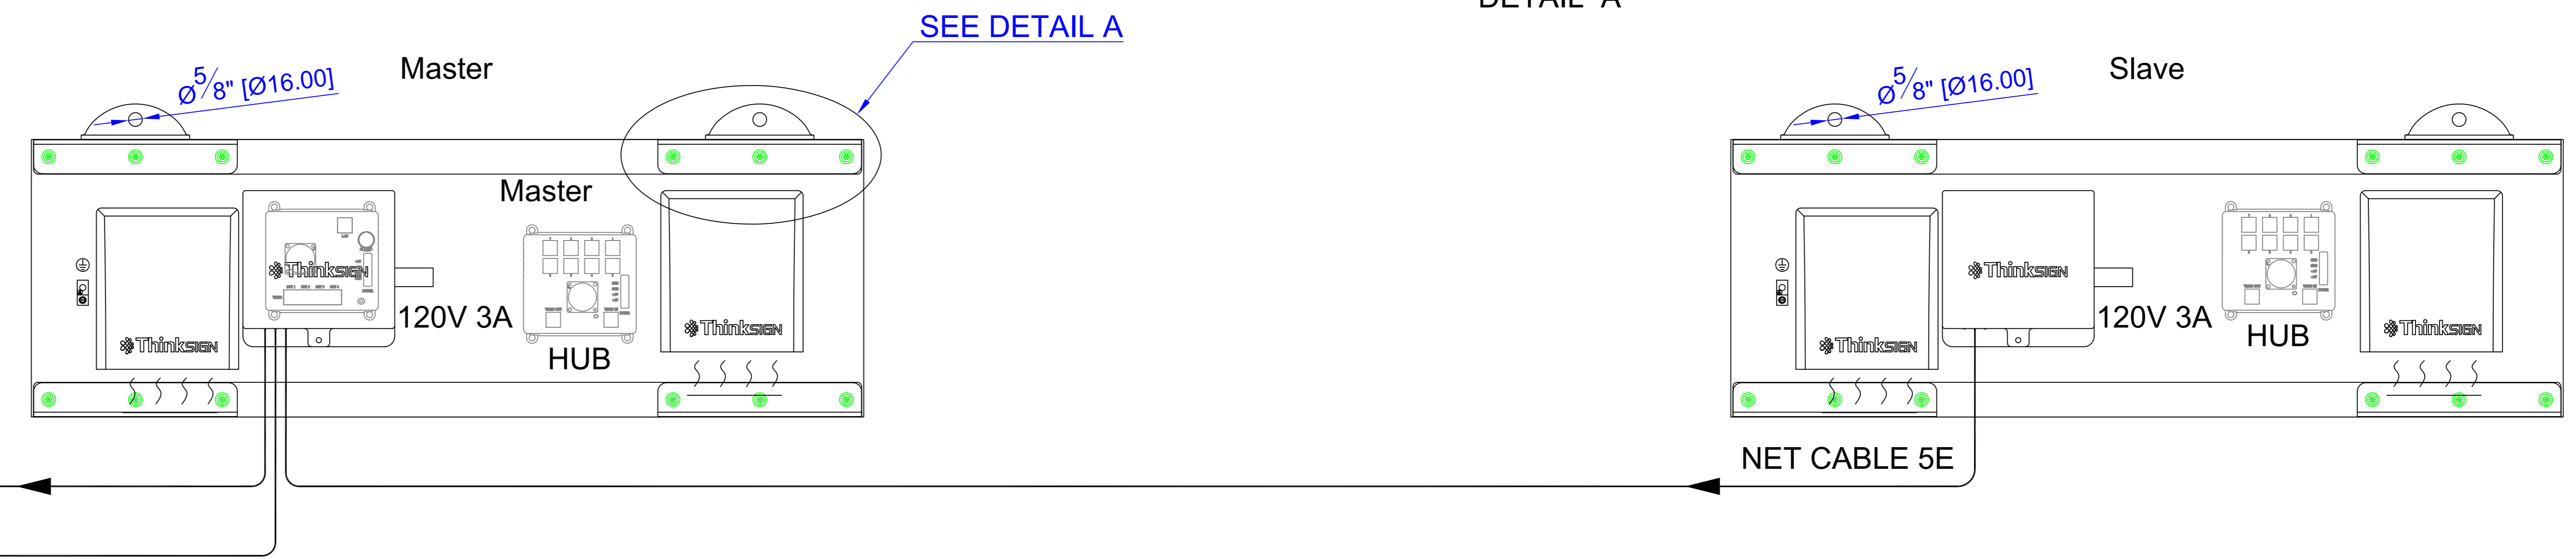 DETAIL A
SEE DETAIL A
Master
Ø5/8" [Ø16.00]
Slave
Ø5/8" [Ø16.00]
Master
ThinkSIGN
120V 3A
HUB
ThinkSIGN
ThinkSIGN
ThinkSIGN
120V 3A
HUB
ThinkSIGN
ThinkSIGN
NET CABLE 5E